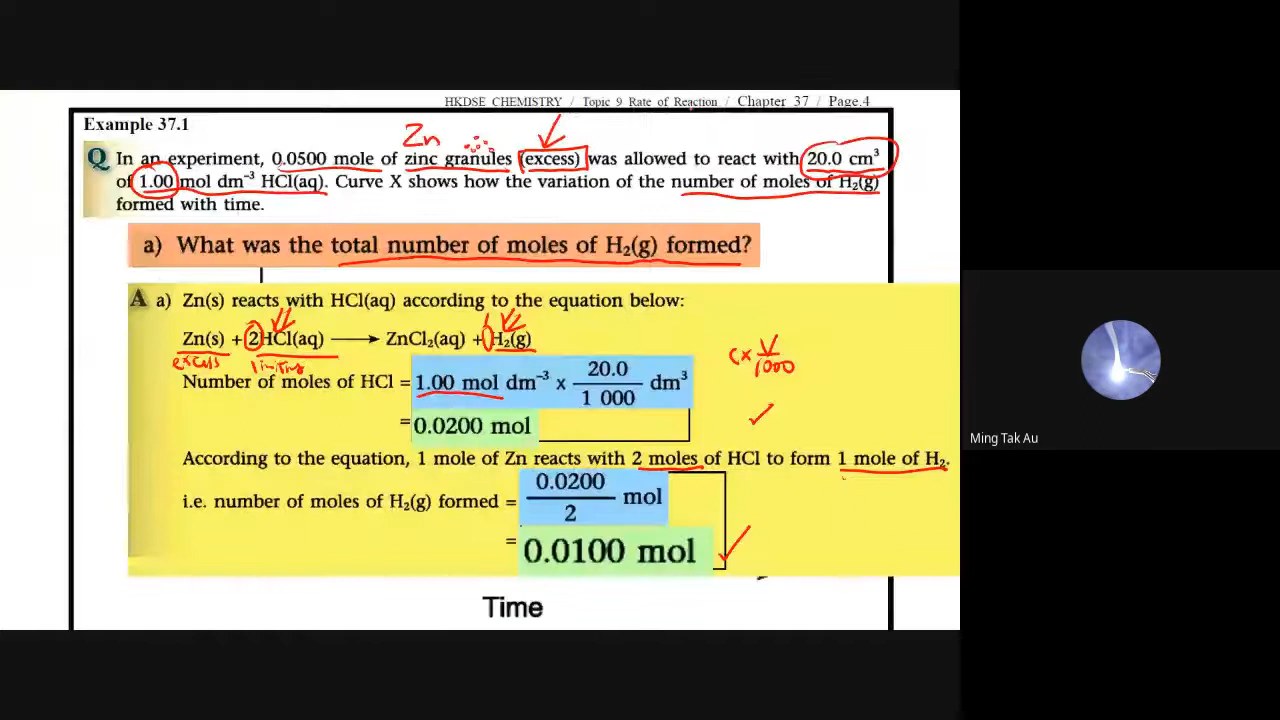 HKDSE CHEMISTRY / Topic 9 Rate of Reaction / Chapter 37 / Page.4
Example 37.1
Zn
Q In an experiment, 0.0500 mole of zinc granules (excess) was allowed to react with 20.0 cm³
of 1.00 mol dm⁻³ HCl(aq). Curve X shows how the variation of the number of moles of H₂(g)
formed with time.
a) What was the total number of moles of H₂(g) formed?
A a) Zn(s) reacts with HCl(aq) according to the equation below:
1
Zn(s) + 2HCl(aq) ⟶ ZnCl₂(aq) + H₂(g)
excess limiting
C × V/1000
Number of moles of HCl = 1.00 mol dm⁻³ x 20.0/1 000 dm³
= 0.0200 mol
According to the equation, 1 mole of Zn reacts with 2 moles of HCl to form 1 mole of H₂.
i.e. number of moles of H₂(g) formed = 0.0200/2 mol
= 0.0100 mol
Time
Ming Tak Au